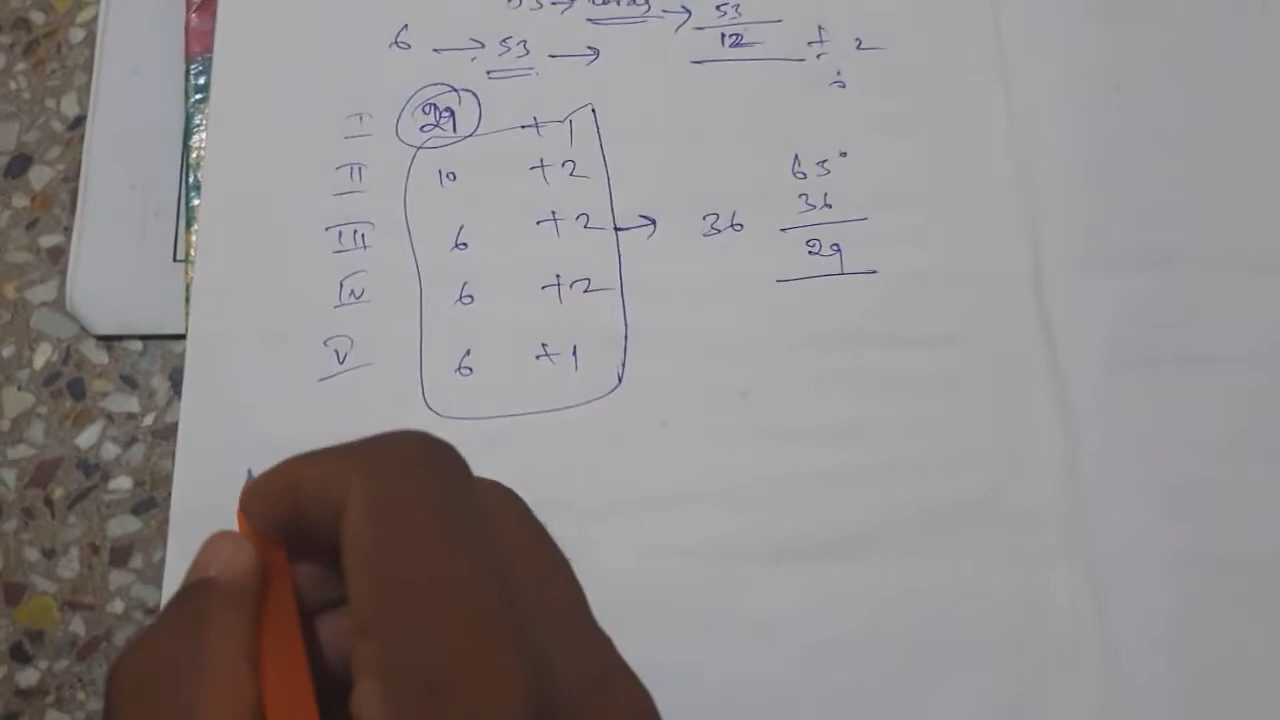 → 53
6 → 53 → 12 + 2
I 29 + 1
II 10 +2
III 6 +2 → 36
IV 6 +2
V 6 +1
65
36
29